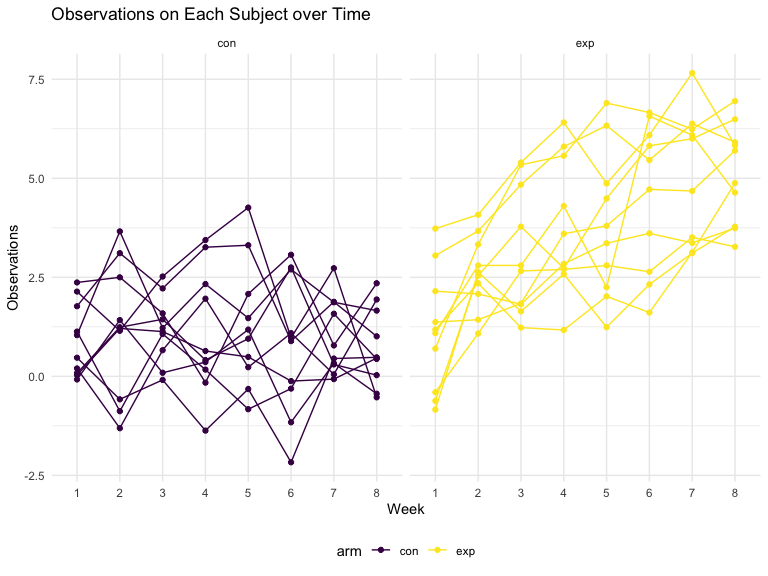 Observations on Each Subject over Time
con exp
7.5
5.0
2.5
0.0
-2.5
Observations
1 2 3 4 5 6 7 8 1 2 3 4 5 6 7 8
Week
arm con exp